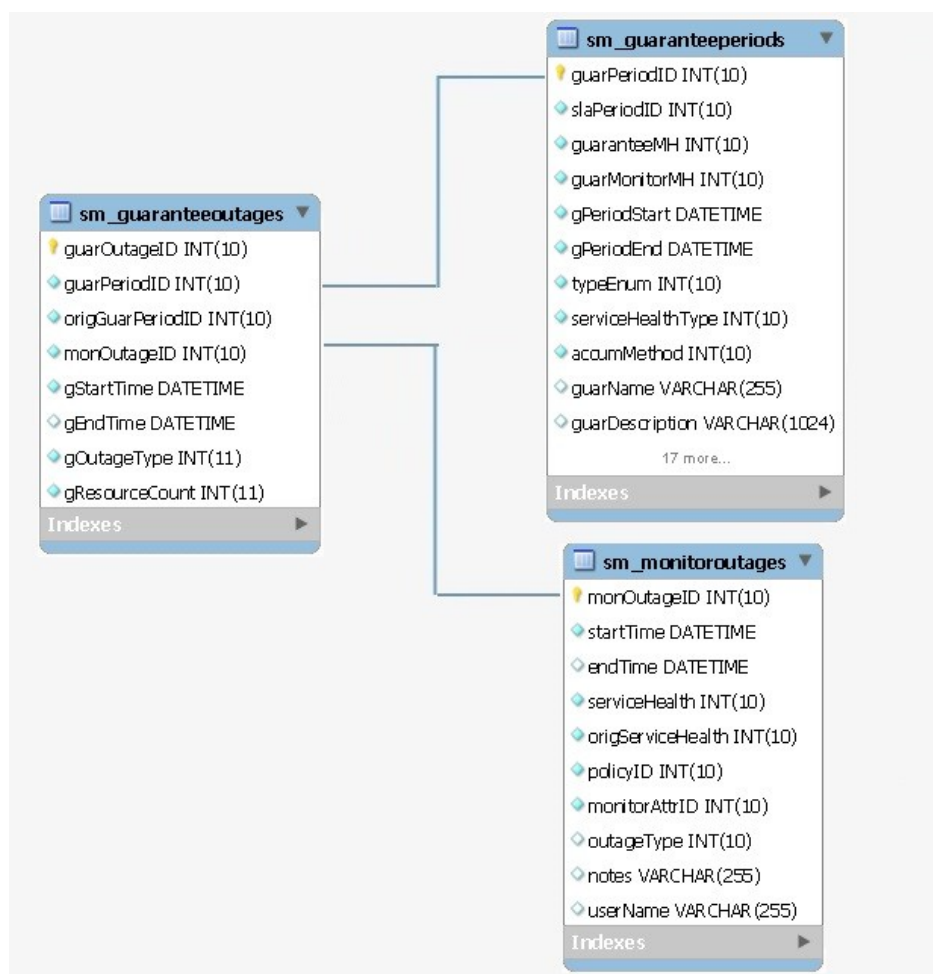 sm_guaranteeperiods
guarPeriodID INT(10)
slaPeriodID INT(10)
guaranteeMH INT(10)
guarMonitorMH INT(10)
gPeriodStart DATETIME
gPeriodEnd DATETIME
typeEnum INT(10)
serviceHealthType INT(10)
accumMethod INT(10)
guarName VARCHAR(255)
guarDescription VARCHAR(1024)
17 more...
Indexes
sm_guaranteeoutages
guarOutageID INT(10)
guarPeriodID INT(10)
origGuarPeriodID INT(10)
monOutageID INT(10)
gStartTime DATETIME
gEndTime DATETIME
gOutageType INT(11)
gResourceCount INT(11)
Indexes
sm_monitoroutages
monOutageID INT(10)
startTime DATETIME
endTime DATETIME
serviceHealth INT(10)
origServiceHealth INT(10)
policyID INT(10)
monitorAttrID INT(10)
outageType INT(10)
notes VARCHAR(255)
userName VARCHAR(255)
Indexes